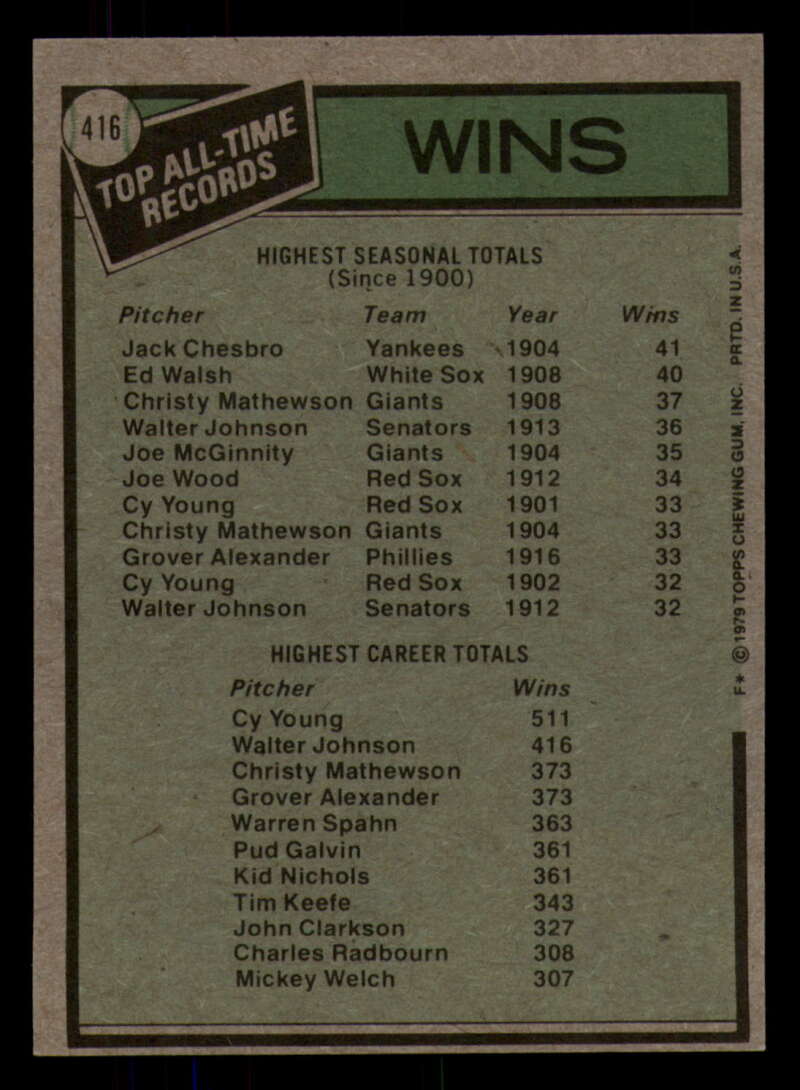 416
TOP ALL-TIME
RECORDS
WINS
HIGHEST SEASONAL TOTALS
(Since 1900)
Pitcher Team Year Wins
Jack Chesbro Yankees 1904 41
Ed Walsh White Sox 1908 40
Christy Mathewson Giants 1908 37
Walter Johnson Senators 1913 36
Joe McGinnity Giants 1904 35
Joe Wood Red Sox 1912 34
Cy Young Red Sox 1901 33
Christy Mathewson Giants 1904 33
Grover Alexander Phillies 1916 33
Cy Young Red Sox 1902 32
Walter Johnson Senators 1912 32
HIGHEST CAREER TOTALS
Pitcher Wins
Cy Young 511
Walter Johnson 416
Christy Mathewson 373
Grover Alexander 373
Warren Spahn 363
Pud Galvin 361
Kid Nichols 361
Tim Keefe 343
John Clarkson 327
Charles Radbourn 308
Mickey Welch 307
F* © 1979 TOPPS CHEWING GUM, INC. PRTD. IN U.S.A.